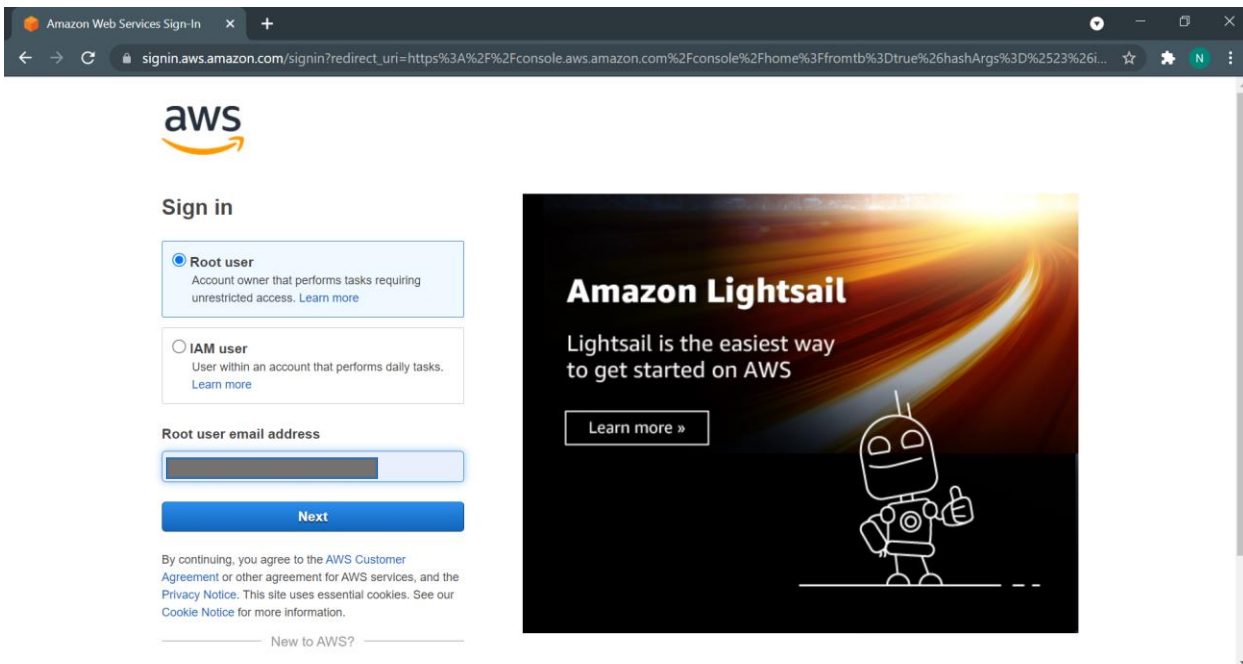 Amazon Web Services Sign-In
signin.aws.amazon.com/signin?redirect_uri=https%3A%2F%2Fconsole.aws.amazon.com%2Fconsole%2Fhome%3Ffromtb%3Dtrue%26hashArgs%3D%2523%26i...
N
aws
Sign in
Root user
Account owner that performs tasks requiring
unrestricted access. Learn more
IAM user
User within an account that performs daily tasks.
Learn more
Root user email address
Next
By continuing, you agree to the AWS Customer
Agreement or other agreement for AWS services, and the
Privacy Notice. This site uses essential cookies. See our
Cookie Notice for more information.
New to AWS?
Amazon Lightsail
Lightsail is the easiest way
to get started on AWS
Learn more »